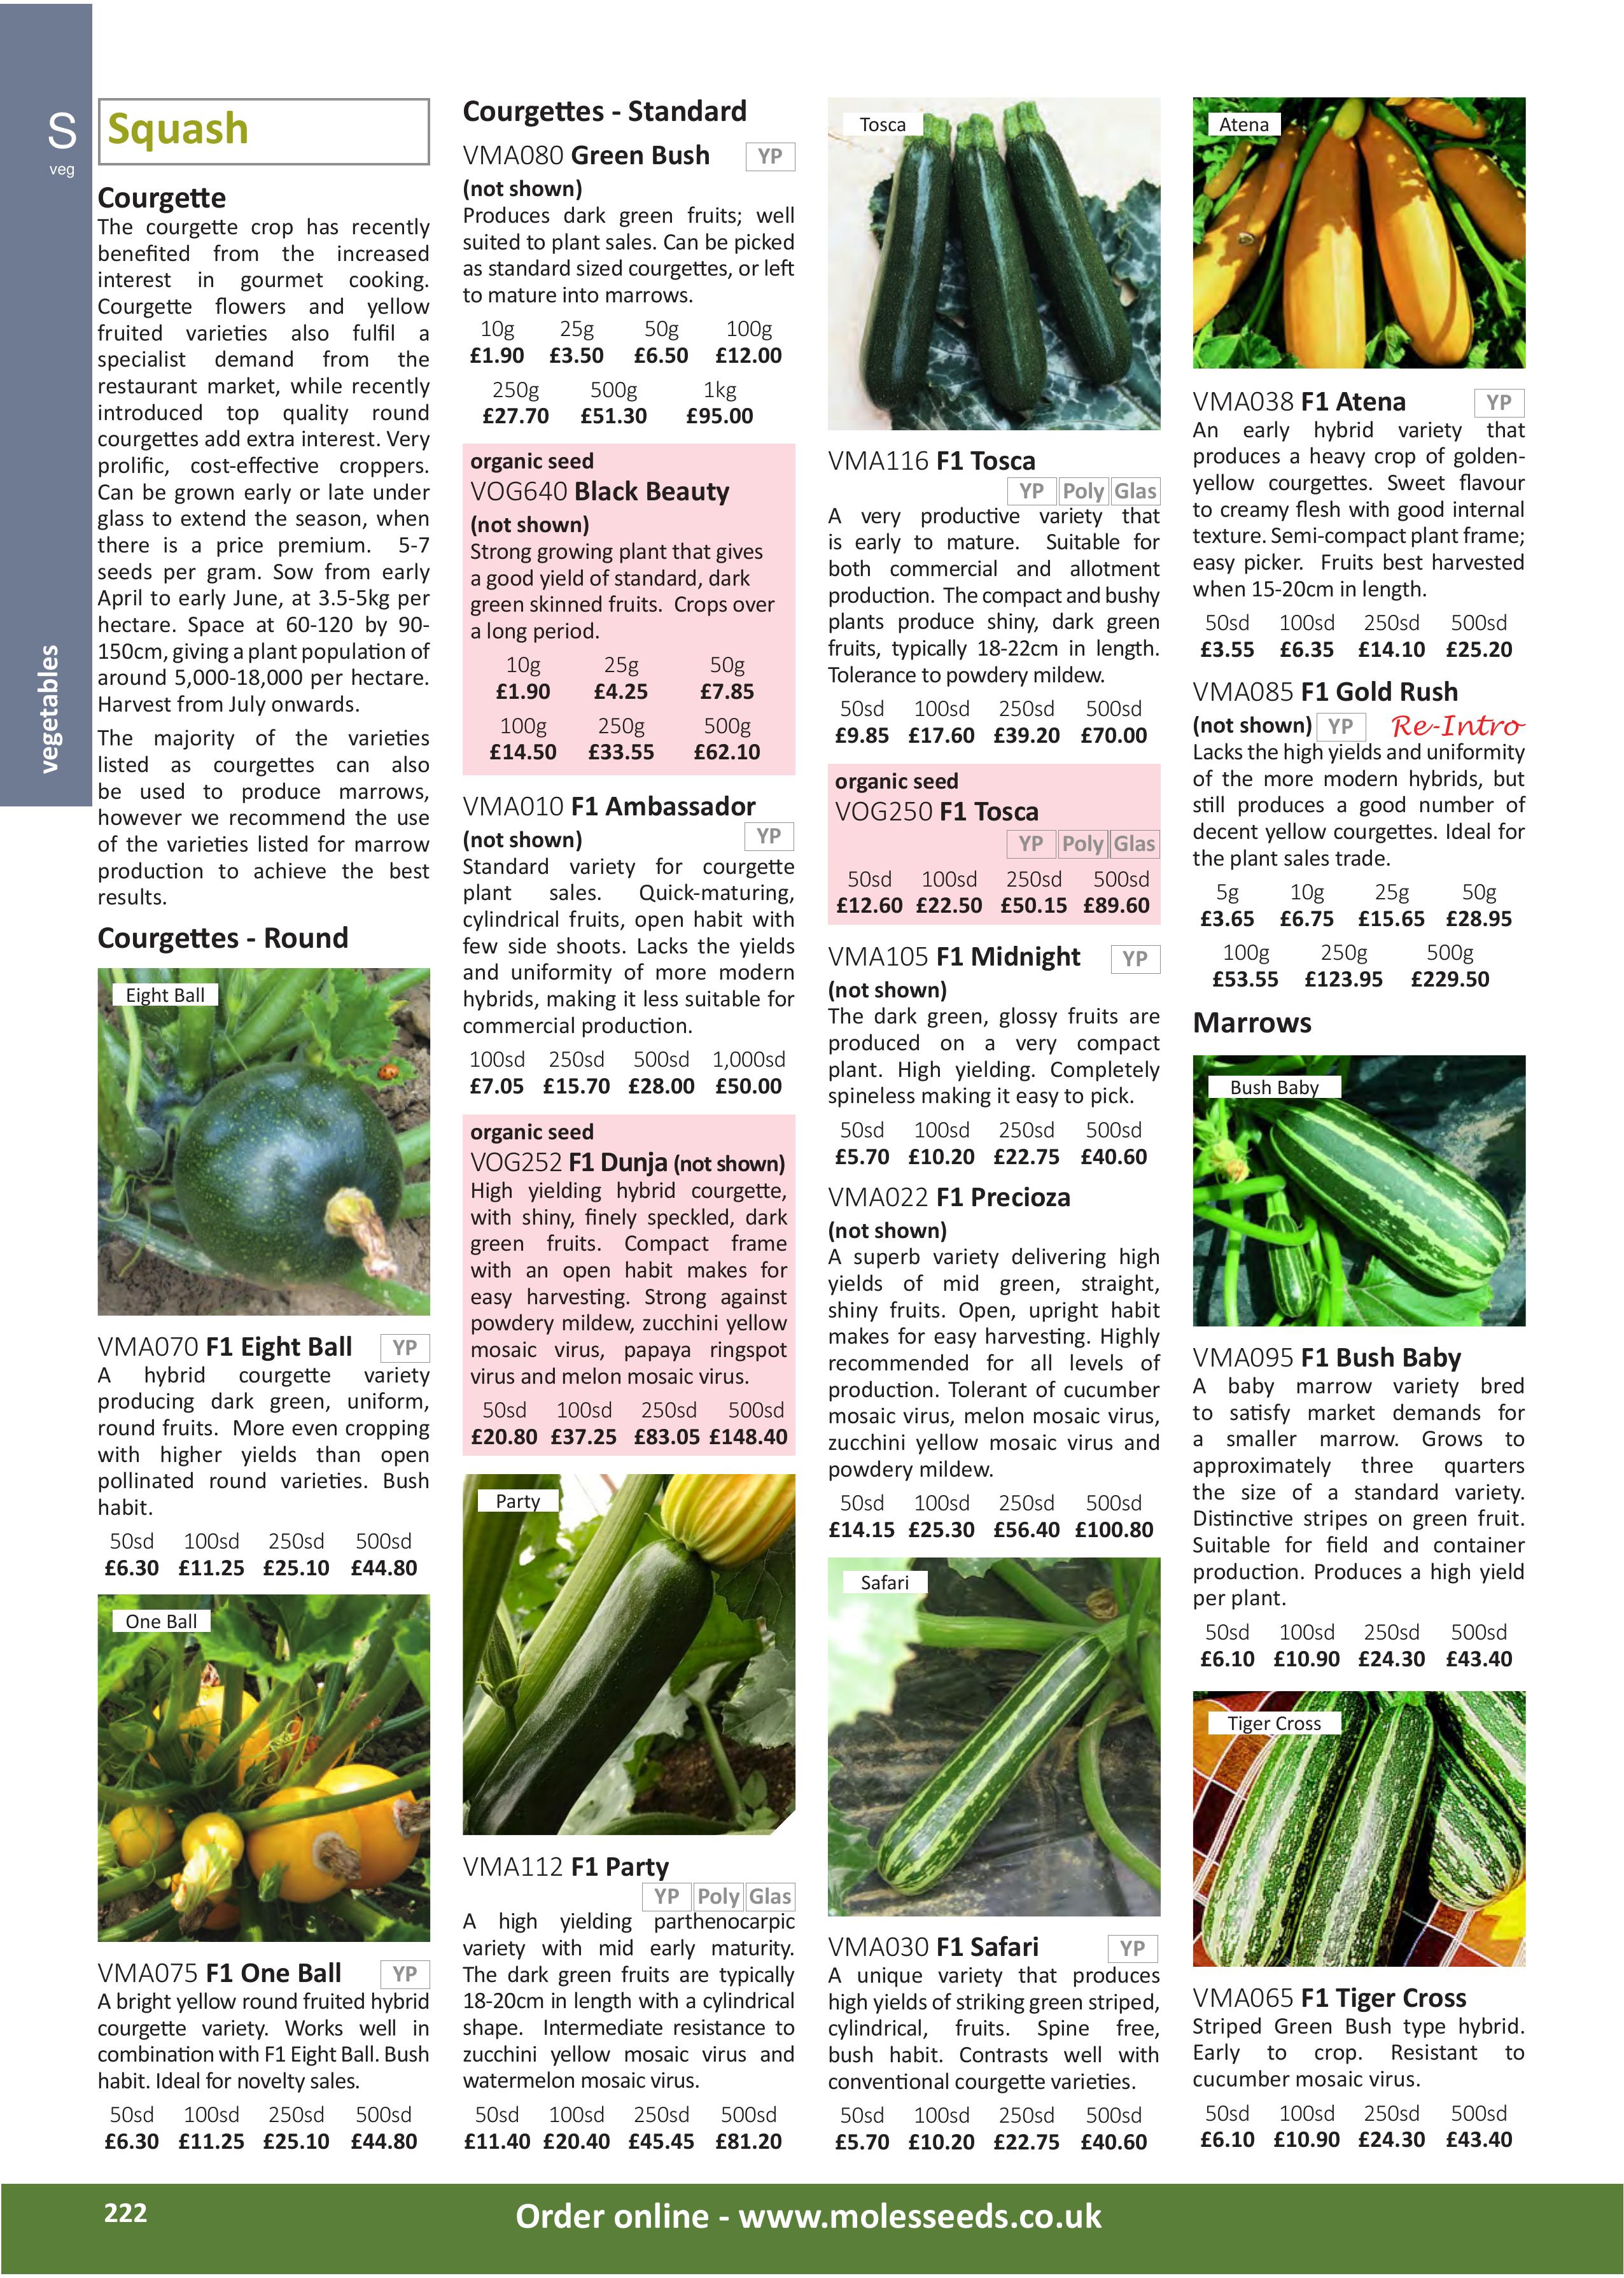 S
veg
vegetables
Squash
Courgette
The courgette crop has recently
benefited from the increased
interest in gourmet cooking.
Courgette flowers and yellow
fruited varieties also fulfil a
specialist demand from the
restaurant market, while recently
introduced top quality round
courgettes add extra interest. Very
prolific, cost-effective croppers.
Can be grown early or late under
glass to extend the season, when
there is a price premium. 5-7
seeds per gram. Sow from early
April to early June, at 3.5-5kg per
hectare. Space at 60-120 by 90-
150cm, giving a plant population of
around 5,000-18,000 per hectare.
Harvest from July onwards.
The majority of the varieties
listed as courgettes can also
be used to produce marrows,
however we recommend the use
of the varieties listed for marrow
production to achieve the best
results.
Courgettes - Round
Eight Ball
VMA070 F1 Eight Ball YP
A hybrid courgette variety
producing dark green, uniform,
round fruits. More even cropping
with higher yields than open
pollinated round varieties. Bush
habit.
50sd 100sd 250sd 500sd
£6.30 £11.25 £25.10 £44.80
One Ball
VMA075 F1 One Ball YP
A bright yellow round fruited hybrid
courgette variety. Works well in
combination with F1 Eight Ball. Bush
habit. Ideal for novelty sales.
50sd 100sd 250sd 500sd
£6.30 £11.25 £25.10 £44.80
Courgettes - Standard
VMA080 Green Bush YP
(not shown)
Produces dark green fruits; well
suited to plant sales. Can be picked
as standard sized courgettes, or left
to mature into marrows.
10g 25g 50g 100g
£1.90 £3.50 £6.50 £12.00
250g 500g 1kg
£27.70 £51.30 £95.00
organic seed
VOG640 Black Beauty
(not shown)
Strong growing plant that gives
a good yield of standard, dark
green skinned fruits. Crops over
a long period.
10g 25g 50g
£1.90 £4.25 £7.85
100g 250g 500g
£14.50 £33.55 £62.10
VMA010 F1 Ambassador
(not shown) YP
Standard variety for courgette
plant sales. Quick-maturing,
cylindrical fruits, open habit with
few side shoots. Lacks the yields
and uniformity of more modern
hybrids, making it less suitable for
commercial production.
100sd 250sd 500sd 1,000sd
£7.05 £15.70 £28.00 £50.00
organic seed
VOG252 F1 Dunja (not shown)
High yielding hybrid courgette,
with shiny, finely speckled, dark
green fruits. Compact frame
with an open habit makes for
easy harvesting. Strong against
powdery mildew, zucchini yellow
mosaic virus, papaya ringspot
virus and melon mosaic virus.
50sd 100sd 250sd 500sd
£20.80 £37.25 £83.05 £148.40
Party
VMA112 F1 Party
YP Poly Glas
A high yielding parthenocarpic
variety with mid early maturity.
The dark green fruits are typically
18-20cm in length with a cylindrical
shape. Intermediate resistance to
zucchini yellow mosaic virus and
watermelon mosaic virus.
50sd 100sd 250sd 500sd
£11.40 £20.40 £45.45 £81.20
Tosca
VMA116 F1 Tosca
YP Poly Glas
A very productive variety that
is early to mature. Suitable for
both commercial and allotment
production. The compact and bushy
plants produce shiny, dark green
fruits, typically 18-22cm in length.
Tolerance to powdery mildew.
50sd 100sd 250sd 500sd
£9.85 £17.60 £39.20 £70.00
organic seed
VOG250 F1 Tosca
YP Poly Glas
50sd 100sd 250sd 500sd
£12.60 £22.50 £50.15 £89.60
VMA105 F1 Midnight YP
(not shown)
The dark green, glossy fruits are
produced on a very compact
plant. High yielding. Completely
spineless making it easy to pick.
50sd 100sd 250sd 500sd
£5.70 £10.20 £22.75 £40.60
VMA022 F1 Precioza
(not shown)
A superb variety delivering high
yields of mid green, straight,
shiny fruits. Open, upright habit
makes for easy harvesting. Highly
recommended for all levels of
production. Tolerant of cucumber
mosaic virus, melon mosaic virus,
zucchini yellow mosaic virus and
powdery mildew.
50sd 100sd 250sd 500sd
£14.15 £25.30 £56.40 £100.80
Safari
VMA030 F1 Safari YP
A unique variety that produces
high yields of striking green striped,
cylindrical, fruits. Spine free,
bush habit. Contrasts well with
conventional courgette varieties.
50sd 100sd 250sd 500sd
£5.70 £10.20 £22.75 £40.60
Atena
VMA038 F1 Atena YP
An early hybrid variety that
produces a heavy crop of golden-
yellow courgettes. Sweet flavour
to creamy flesh with good internal
texture. Semi-compact plant frame;
easy picker. Fruits best harvested
when 15-20cm in length.
50sd 100sd 250sd 500sd
£3.55 £6.35 £14.10 £25.20
VMA085 F1 Gold Rush
(not shown) YP Re-Intro
Lacks the high yields and uniformity
of the more modern hybrids, but
still produces a good number of
decent yellow courgettes. Ideal for
the plant sales trade.
5g 10g 25g 50g
£3.65 £6.75 £15.65 £28.95
100g 250g 500g
£53.55 £123.95 £229.50
Marrows
Bush Baby
VMA095 F1 Bush Baby
A baby marrow variety bred
to satisfy market demands for
a smaller marrow. Grows to
approximately three quarters
the size of a standard variety.
Distinctive stripes on green fruit.
Suitable for field and container
production. Produces a high yield
per plant.
50sd 100sd 250sd 500sd
£6.10 £10.90 £24.30 £43.40
Tiger Cross
VMA065 F1 Tiger Cross
Striped Green Bush type hybrid.
Early to crop. Resistant to
cucumber mosaic virus.
50sd 100sd 250sd 500sd
£6.10 £10.90 £24.30 £43.40
222
Order online - www.molesseeds.co.uk